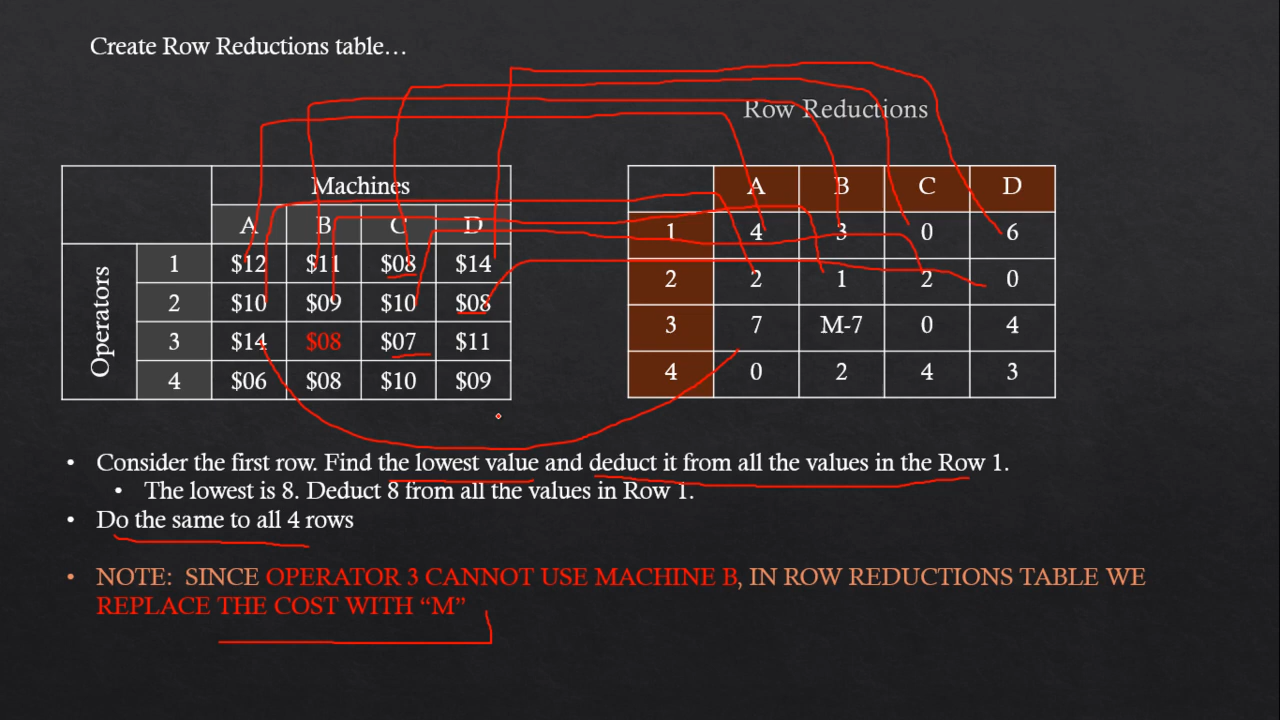 Create Row Reductions table…
Row Reductions
Machines
A B C D
Operators
1 $12 $11 $08 $14
2 $10 $09 $10 $08
3 $14 $08 $07 $11
4 $06 $08 $10 $09
A B C D
1 4 3 0 6
2 2 1 2 0
3 7 M-7 0 4
4 0 2 4 3
• Consider the first row. Find the lowest value and deduct it from all the values in the Row 1.
• The lowest is 8. Deduct 8 from all the values in Row 1.
• Do the same to all 4 rows
• NOTE: SINCE OPERATOR 3 CANNOT USE MACHINE B, IN ROW REDUCTIONS TABLE WE
REPLACE THE COST WITH “M”